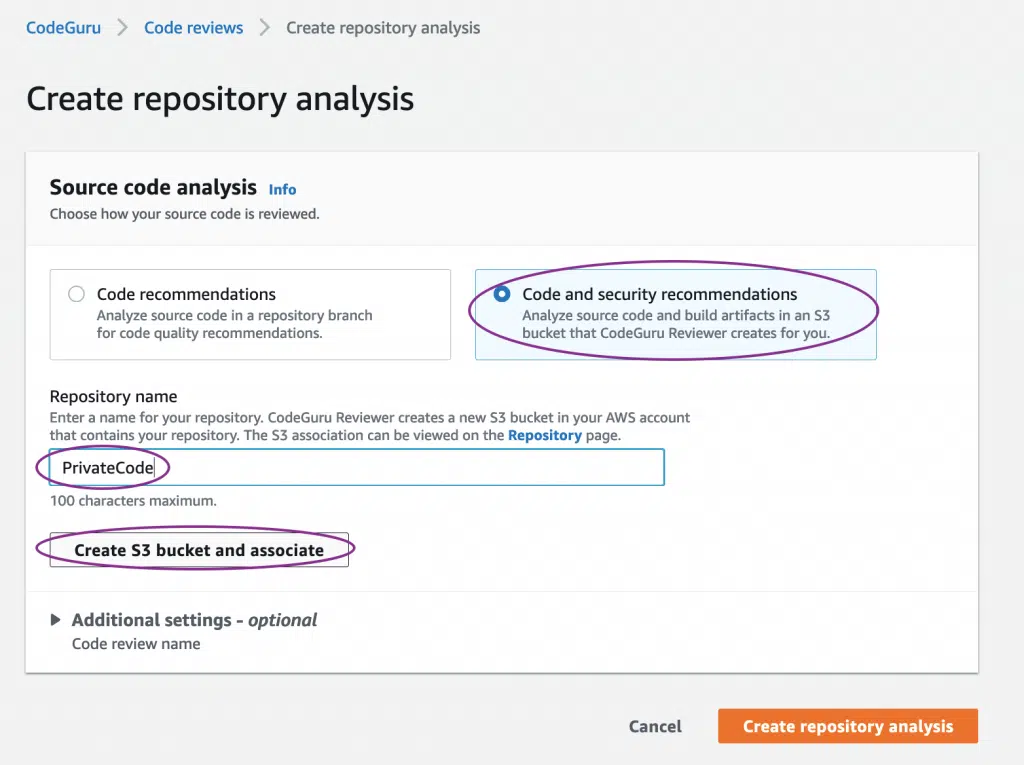 CodeGuru > Code reviews > Create repository analysis
Create repository analysis
Source code analysis Info
Choose how your source code is reviewed.
Code recommendations
Analyze source code in a repository branch
for code quality recommendations.
Code and security recommendations
Analyze source code and build artifacts in an S3
bucket that CodeGuru Reviewer creates for you.
Repository name
Enter a name for your repository. CodeGuru Reviewer creates a new S3 bucket in your AWS account
that contains your repository. The S3 association can be viewed on the Repository page.
PrivateCode
100 characters maximum.
Create S3 bucket and associate
Additional settings - optional
Code review name
Cancel
Create repository analysis